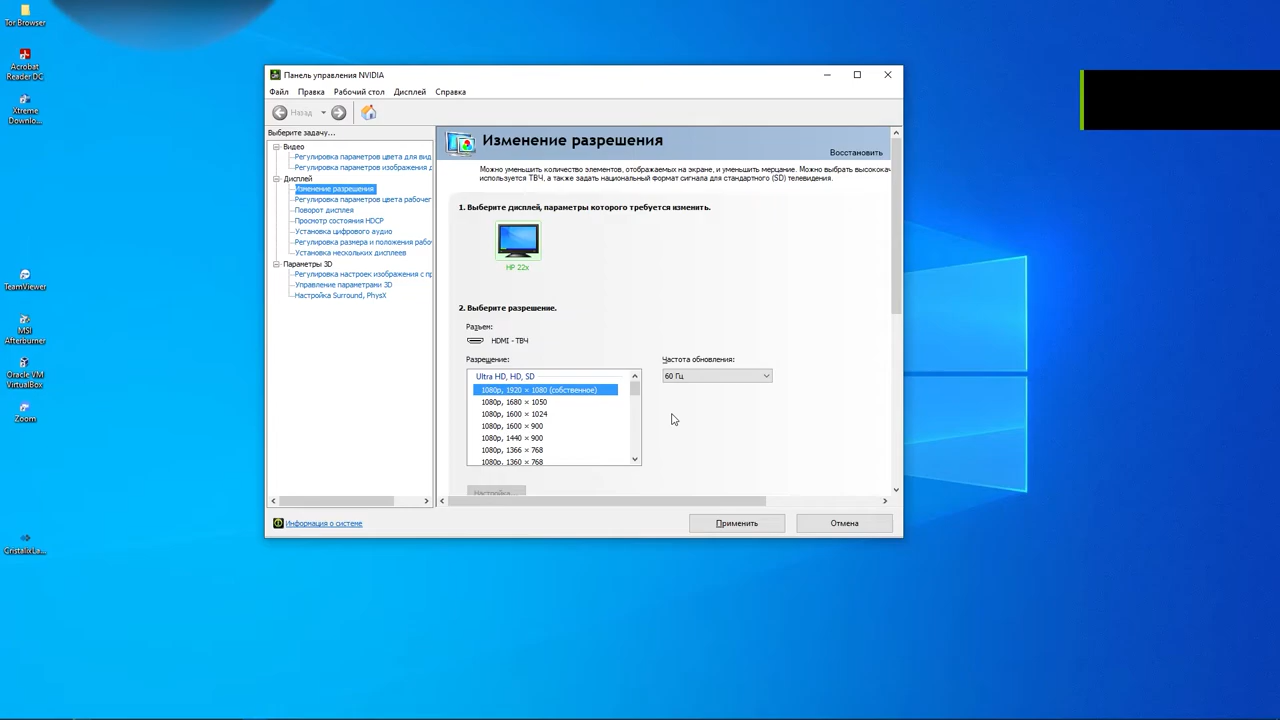 Tor Browser
Acrobat
Reader DC
Xtreme
Downlo...
TeamViewer
MSI
Afterburner
Oracle VM
VirtualBox
Zoom
CristalixLa...
Панель управления NVIDIA
Файл Правка Рабочий стол Дисплей Справка
Назад
Выберите задачу...
Видео
Регулировка параметров цвета для вид
Регулировка параметров изображения д
Дисплей
Изменение разрешения
Регулировка параметров цвета рабочег
Поворот дисплея
Просмотр состояния HDCP
Установка цифрового аудио
Регулировка размера и положения рабо
Установка нескольких дисплеев
Параметры 3D
Регулировка настроек изображения с пр
Управление параметрами 3D
Настройка Surround, PhysX
Изменение разрешения
Восстановить
Можно уменьшить количество элементов, отображаемых на экране, и уменьшить мерцание. Можно выбрать высококач
используется ТВЧ, а также задать национальный формат сигнала для стандартного (SD) телевидения.
1. Выберите дисплей, параметры которого требуется изменить.
HP 22x
2. Выберите разрешение.
Разъем:
HDMI - ТВЧ
Разрешение:
Частота обновления:
Ultra HD, HD, SD
60 Гц
1080p, 1920 × 1080 (собственное)
1080p, 1680 × 1050
1080p, 1600 × 1024
1080p, 1600 × 900
1080p, 1440 × 900
1080p, 1366 × 768
1080p, 1360 × 768
Настройка...
Информация о системе
Применить
Отмена